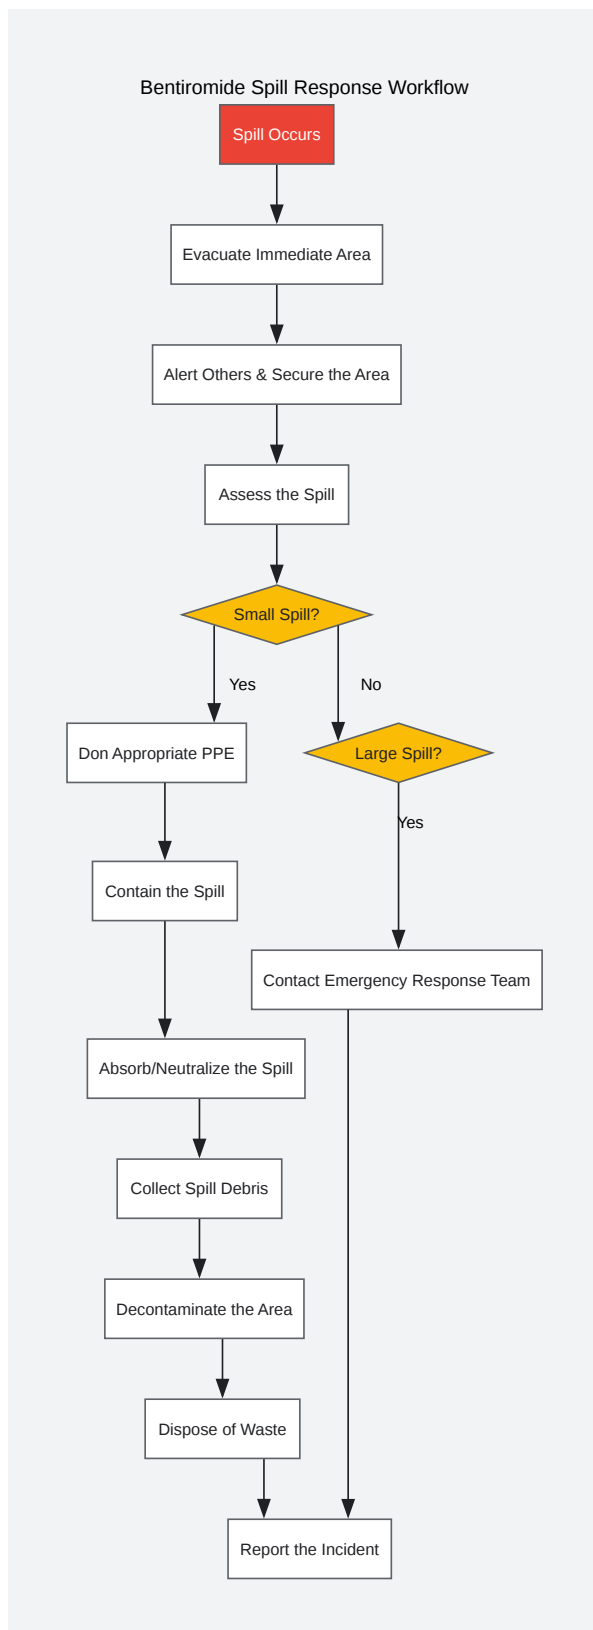 Bentiromide Spill Response Workflow
Spill Occurs
Evacuate Immediate Area
Alert Others & Secure the Area
Assess the Spill
Small Spill?
Yes
No
Don Appropriate PPE
Large Spill?
Yes
Contain the Spill
Contact Emergency Response Team
Absorb/Neutralize the Spill
Collect Spill Debris
Decontaminate the Area
Dispose of Waste
Report the Incident